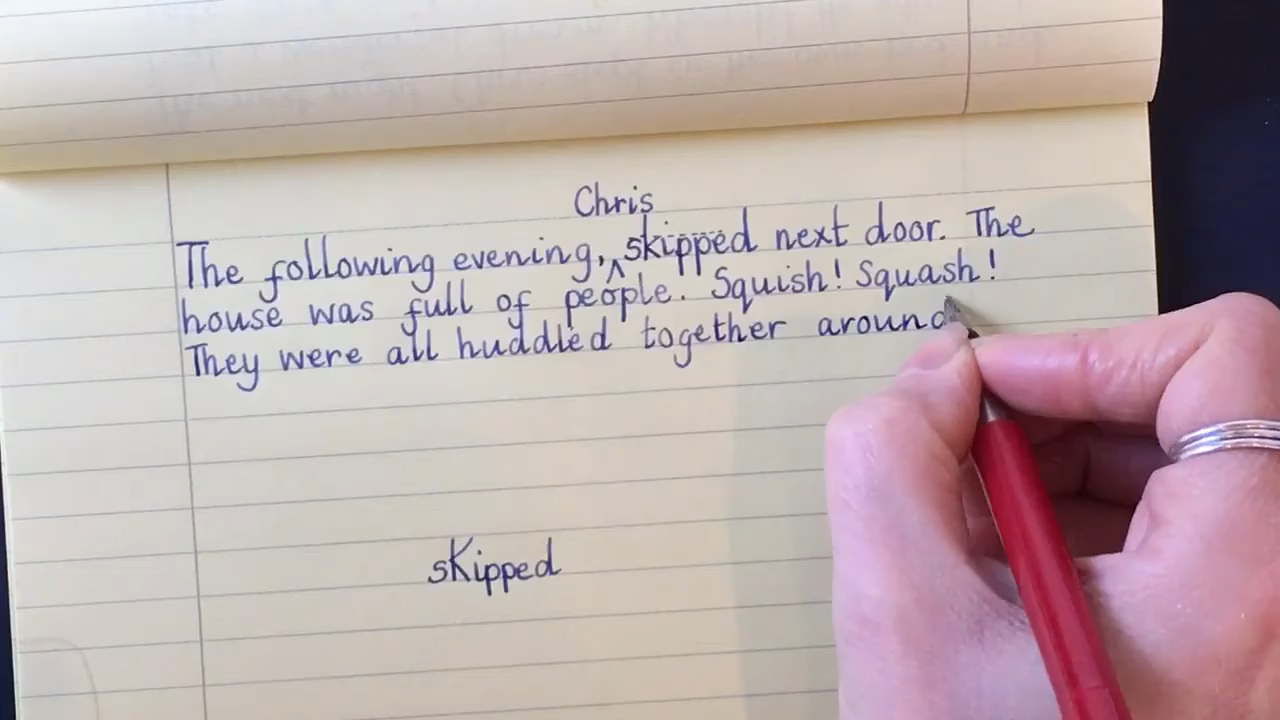 Chris
The following evening, skipped next door. The
house was full of people. Squish! Squash!
They were all huddled together around
skipped